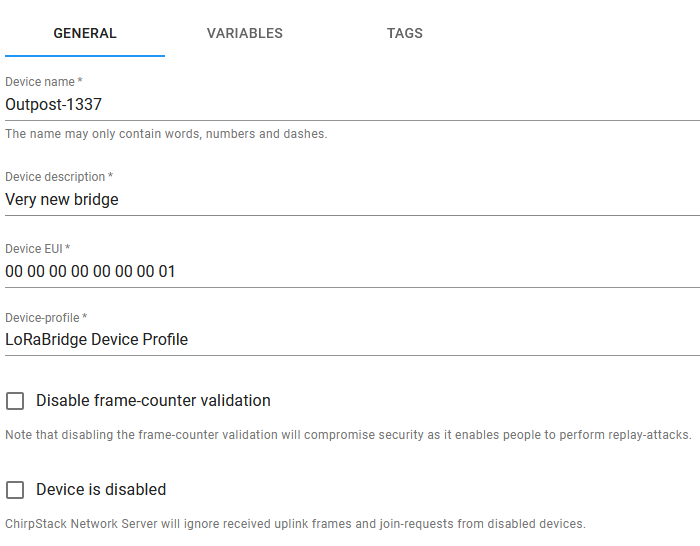 GENERAL VARIABLES TAGS
Device name *
Outpost-1337
The name may only contain words, numbers and dashes.
Device description *
Very new bridge
Device EUI *
00 00 00 00 00 00 00 01
Device-profile *
LoRaBridge Device Profile
Disable frame-counter validation
Note that disabling the frame-counter validation will compromise security as it enables people to perform replay-attacks.
Device is disabled
ChirpStack Network Server will ignore received uplink frames and join-requests from disabled devices.